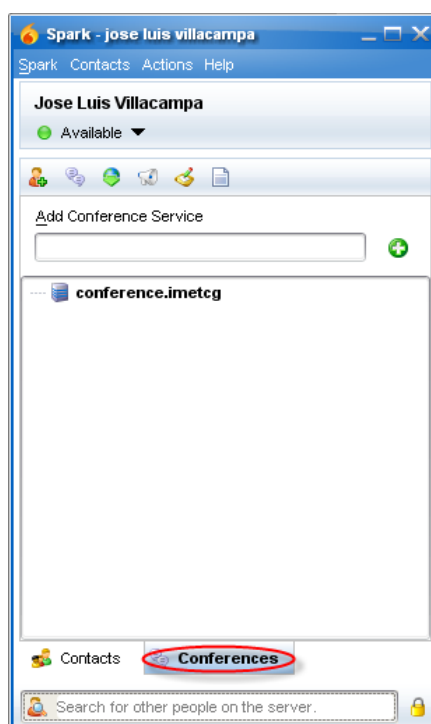 Spark - jose luis villacampa
Spark Contacts Actions Help
Jose Luis Villacampa
Available
Add Conference Service
conference.imetcg
Contacts Conferences
Search for other people on the server.